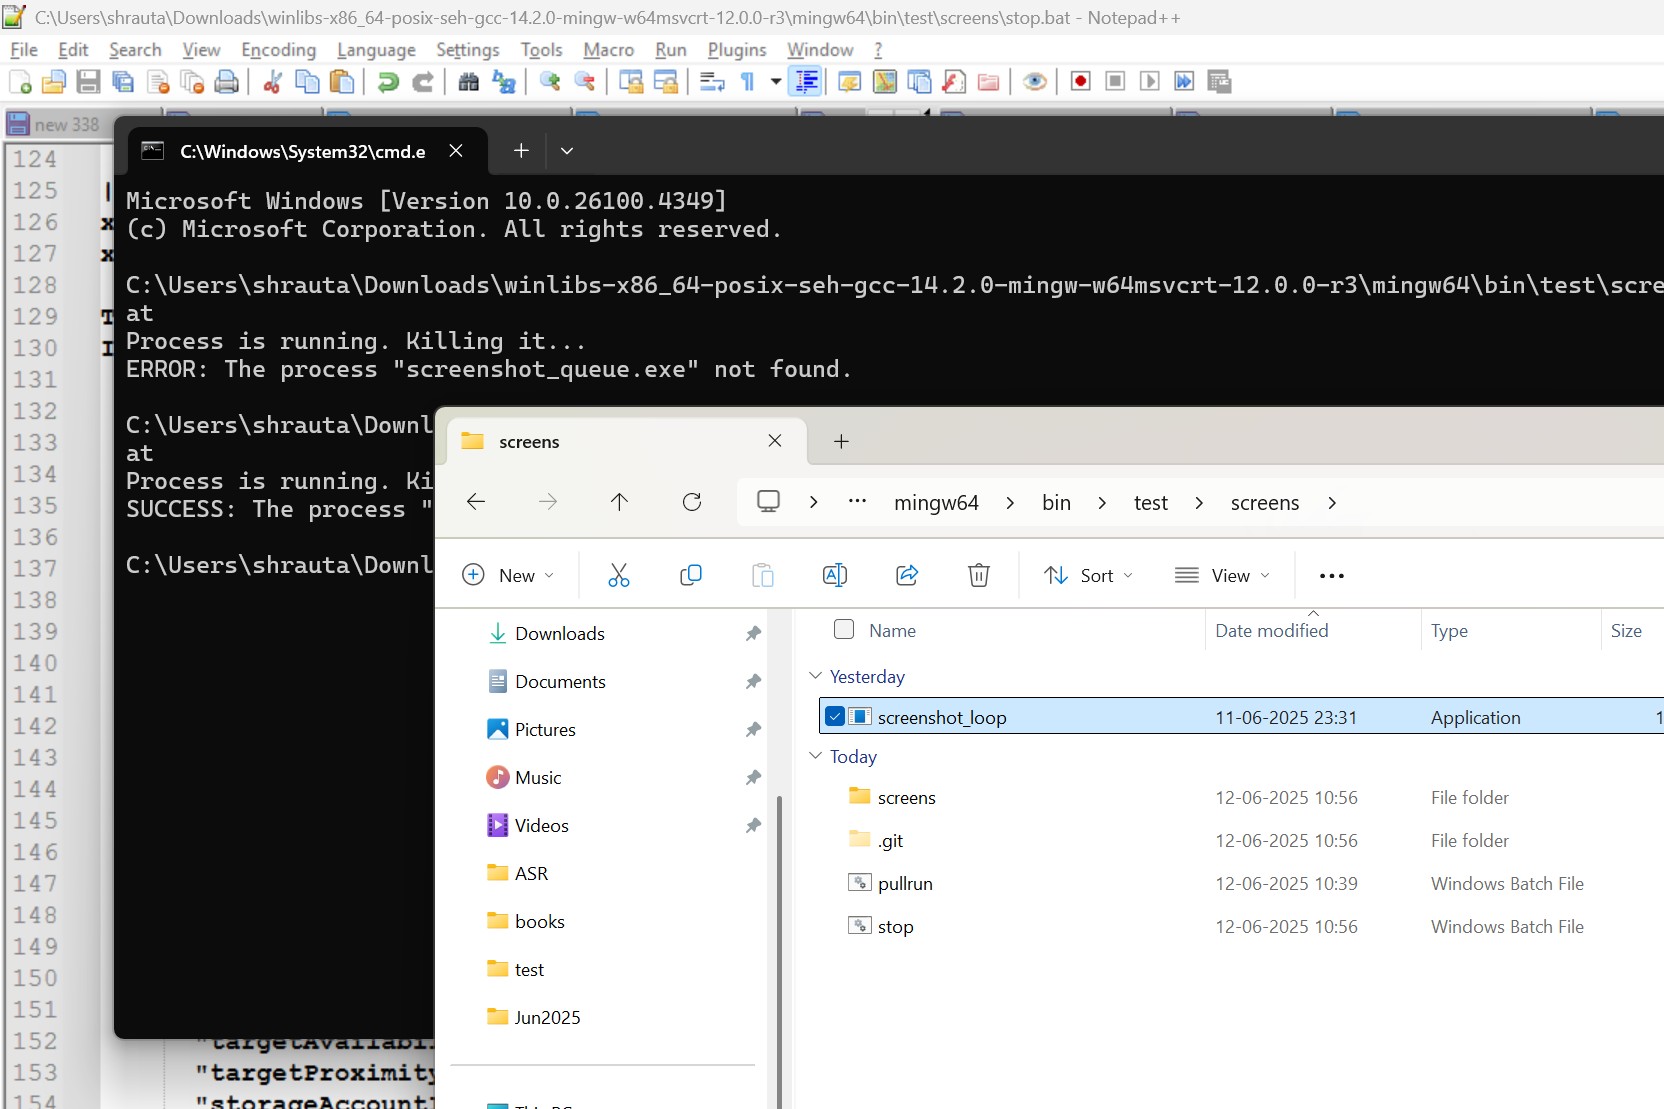 C:\Users\shrauta\Downloads\winlibs-x86_64-posix-seh-gcc-14.2.0-mingw-w64msvcrt-12.0.0-r3\mingw64\bin\test\screens\stop.bat - Notepad++
File Edit Search View Encoding Language Settings Tools Macro Run Plugins Window ?
new 338
C:\Windows\System32\cmd.e
Microsoft Windows [Version 10.0.26100.4349]
(c) Microsoft Corporation. All rights reserved.
C:\Users\shrauta\Downloads\winlibs-x86_64-posix-seh-gcc-14.2.0-mingw-w64msvcrt-12.0.0-r3\mingw64\bin\test\scre
at
Process is running. Killing it...
ERROR: The process "screenshot_queue.exe" not found.
C:\Users\shrauta\Downl
at
Process is running. Ki
SUCCESS: The process "
C:\Users\shrauta\Downl
124
125 |
126 x
127 x
128
129 T
130 I
131
132
133
134
135
136
137
138
139
140
141
142
143
144
145
146
147
148
149
150
151
152 "targetAvailabi
153 "targetProximity
154 "storageAccount
screens
mingw64 > bin > test > screens >
New Sort View
Downloads
Documents
Pictures
Music
Videos
ASR
books
test
Jun2025
Name Date modified Type Size
Yesterday
screenshot_loop 11-06-2025 23:31 Application 1
Today
screens 12-06-2025 10:56 File folder
.git 12-06-2025 10:56 File folder
pullrun 12-06-2025 10:39 Windows Batch File
stop 12-06-2025 10:56 Windows Batch File